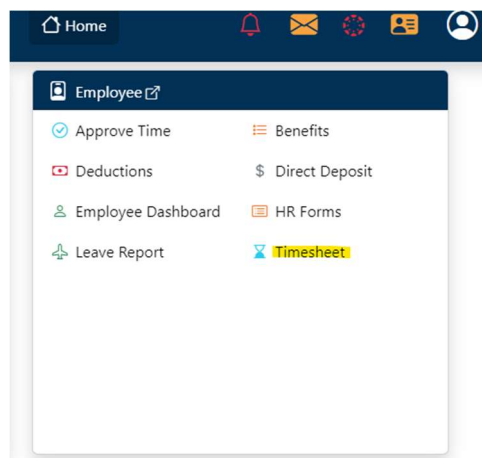 Home
Employee
Approve Time
Benefits
Deductions
$ Direct Deposit
Employee Dashboard
HR Forms
Leave Report
Timesheet